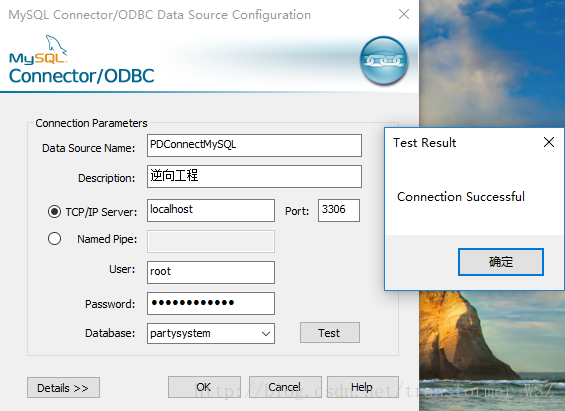 MySQL Connector/ODBC Data Source Configuration
MySQL
Connector/ODBC
Connection Parameters
Data Source Name: PDConnectMySQL
Description: 逆向工程
TCP/IP Server: localhost Port: 3306
Named Pipe:
User: root
Password: ••••••••••••
Database: partysystem Test
Details >> OK Cancel Help
Test Result
Connection Successful
确定
http://blog.csdn.net/transformer_WSZ